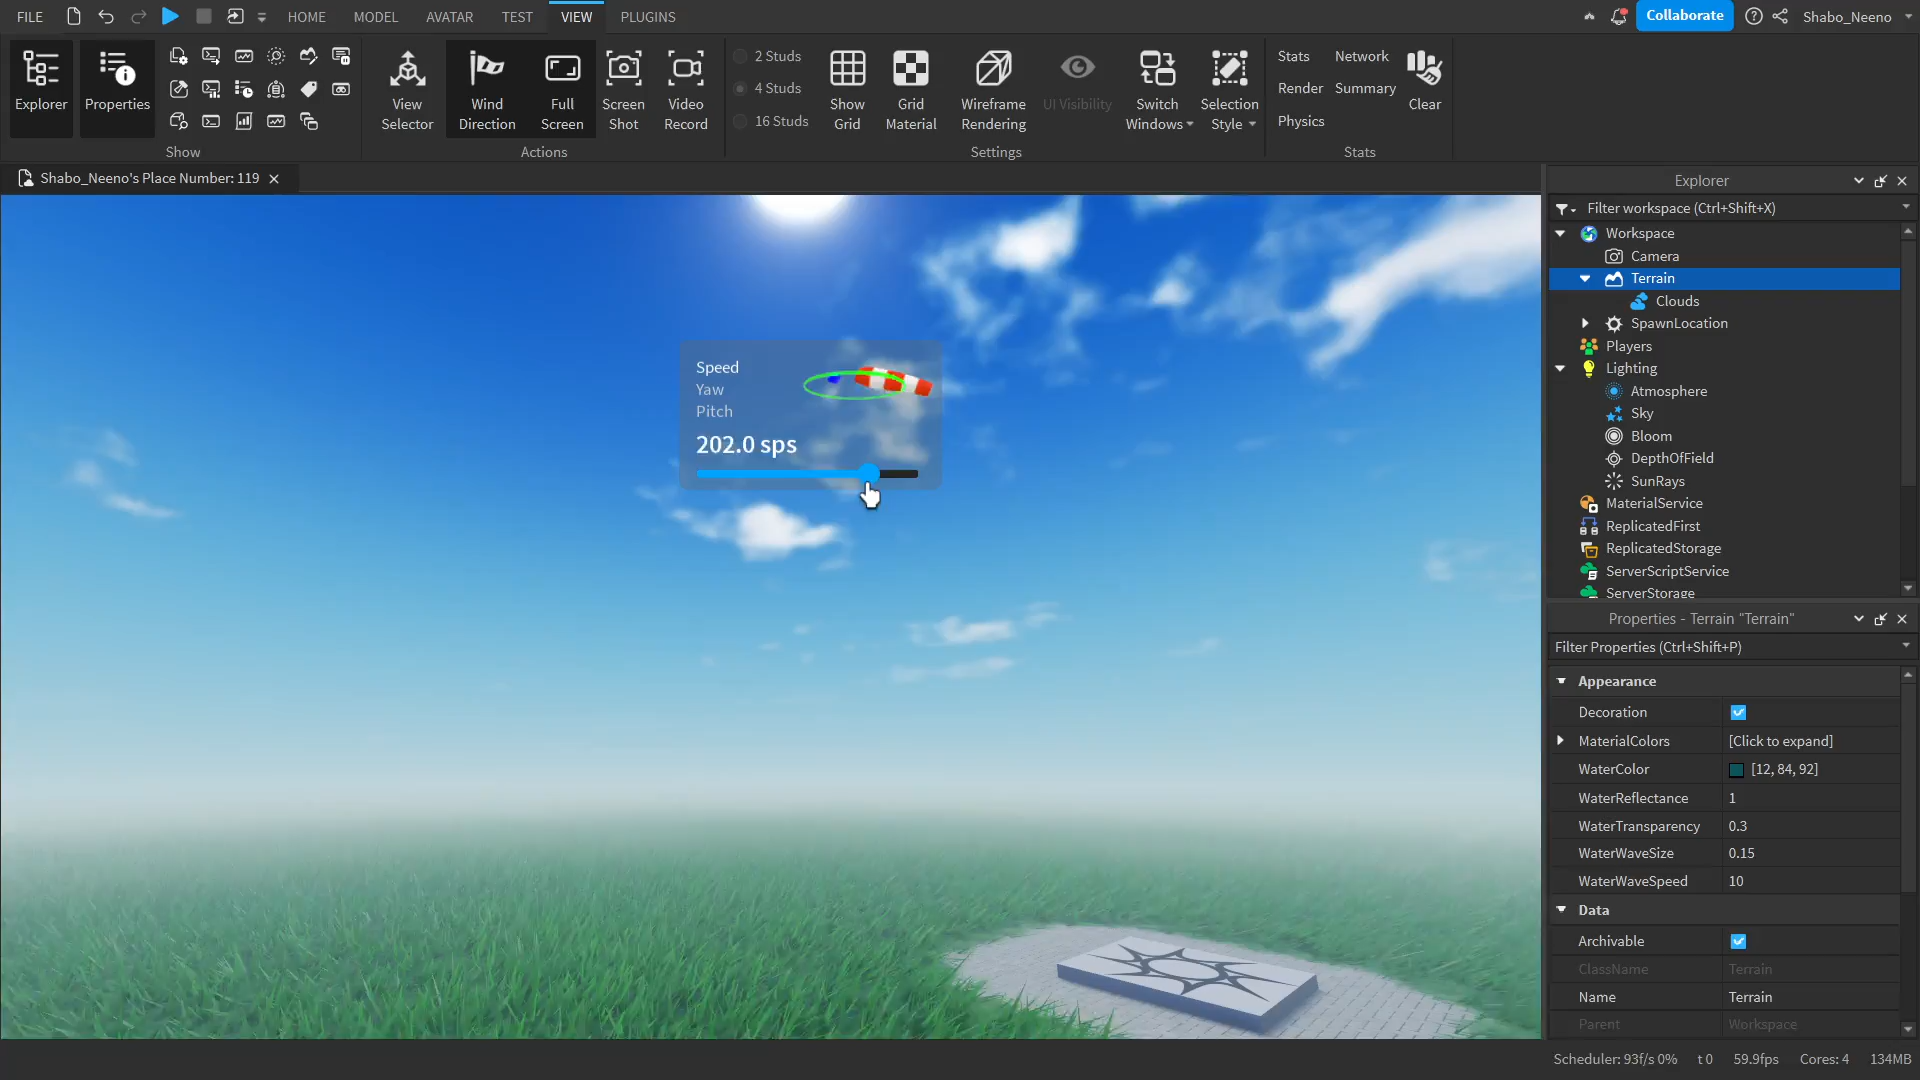 FILE
HOME
MODEL
AVATAR
TEST
VIEW
PLUGINS
Collaborate
Shabo_Neeno
Explorer
Properties
Show
View
Selector
Wind
Direction
Full
Screen
Screen
Shot
Video
Record
Actions
2 Studs
4 Studs
16 Studs
Show
Grid
Grid
Material
Wireframe
Rendering
UI Visibility
Switch
Windows
Selection
Style
Settings
Stats
Network
Render
Summary
Physics
Clear
Stats
Shabo_Neeno's Place Number: 119
Speed
Yaw
Pitch
202.0 sps
Explorer
Filter workspace (Ctrl+Shift+X)
Workspace
Camera
Terrain
Clouds
SpawnLocation
Players
Lighting
Atmosphere
Sky
Bloom
DepthOfField
SunRays
MaterialService
ReplicatedFirst
ReplicatedStorage
ServerScriptService
ServerStorage
Properties - Terrain "Terrain"
Filter Properties (Ctrl+Shift+P)
Appearance
Decoration
MaterialColors [Click to expand]
WaterColor [12, 84, 92]
WaterReflectance 1
WaterTransparency 0.3
WaterWaveSize 0.15
WaterWaveSpeed 10
Data
Archivable
ClassName Terrain
Name Terrain
Parent Workspace
Scheduler: 93f/s 0% t 0 59.9fps Cores: 4 134MB